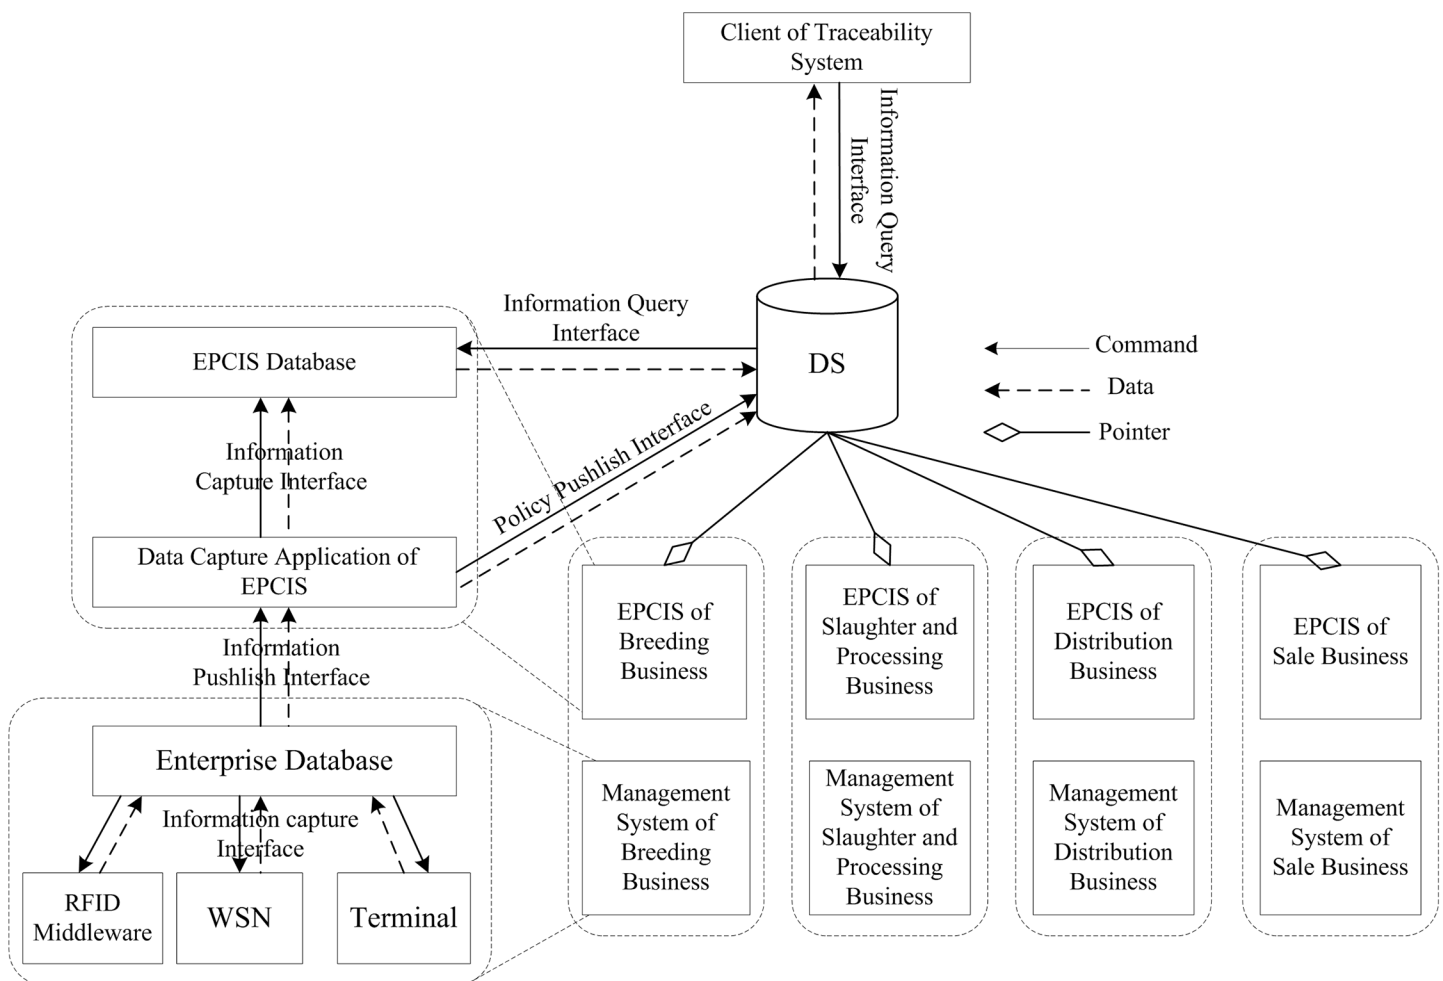 Client of Traceability
System
Information Query
Interface
Information Query
Interface
EPCIS Database
DS
Command
Data
Pointer
Information
Capture Interface
Policy Pushlish Interface
Data Capture Application of
EPCIS
Information
Pushlish Interface
EPCIS of
Breeding
Business
EPCIS of
Slaughter and
Processing
Business
EPCIS of
Distribution
Business
EPCIS of
Sale Business
Enterprise Database
Information capture
Interface
RFID
Middleware
WSN
Terminal
Management
System of
Breeding
Business
Management
System of
Slaughter and
Processing
Business
Management
System of
Distribution
Business
Management
System of
Sale Business